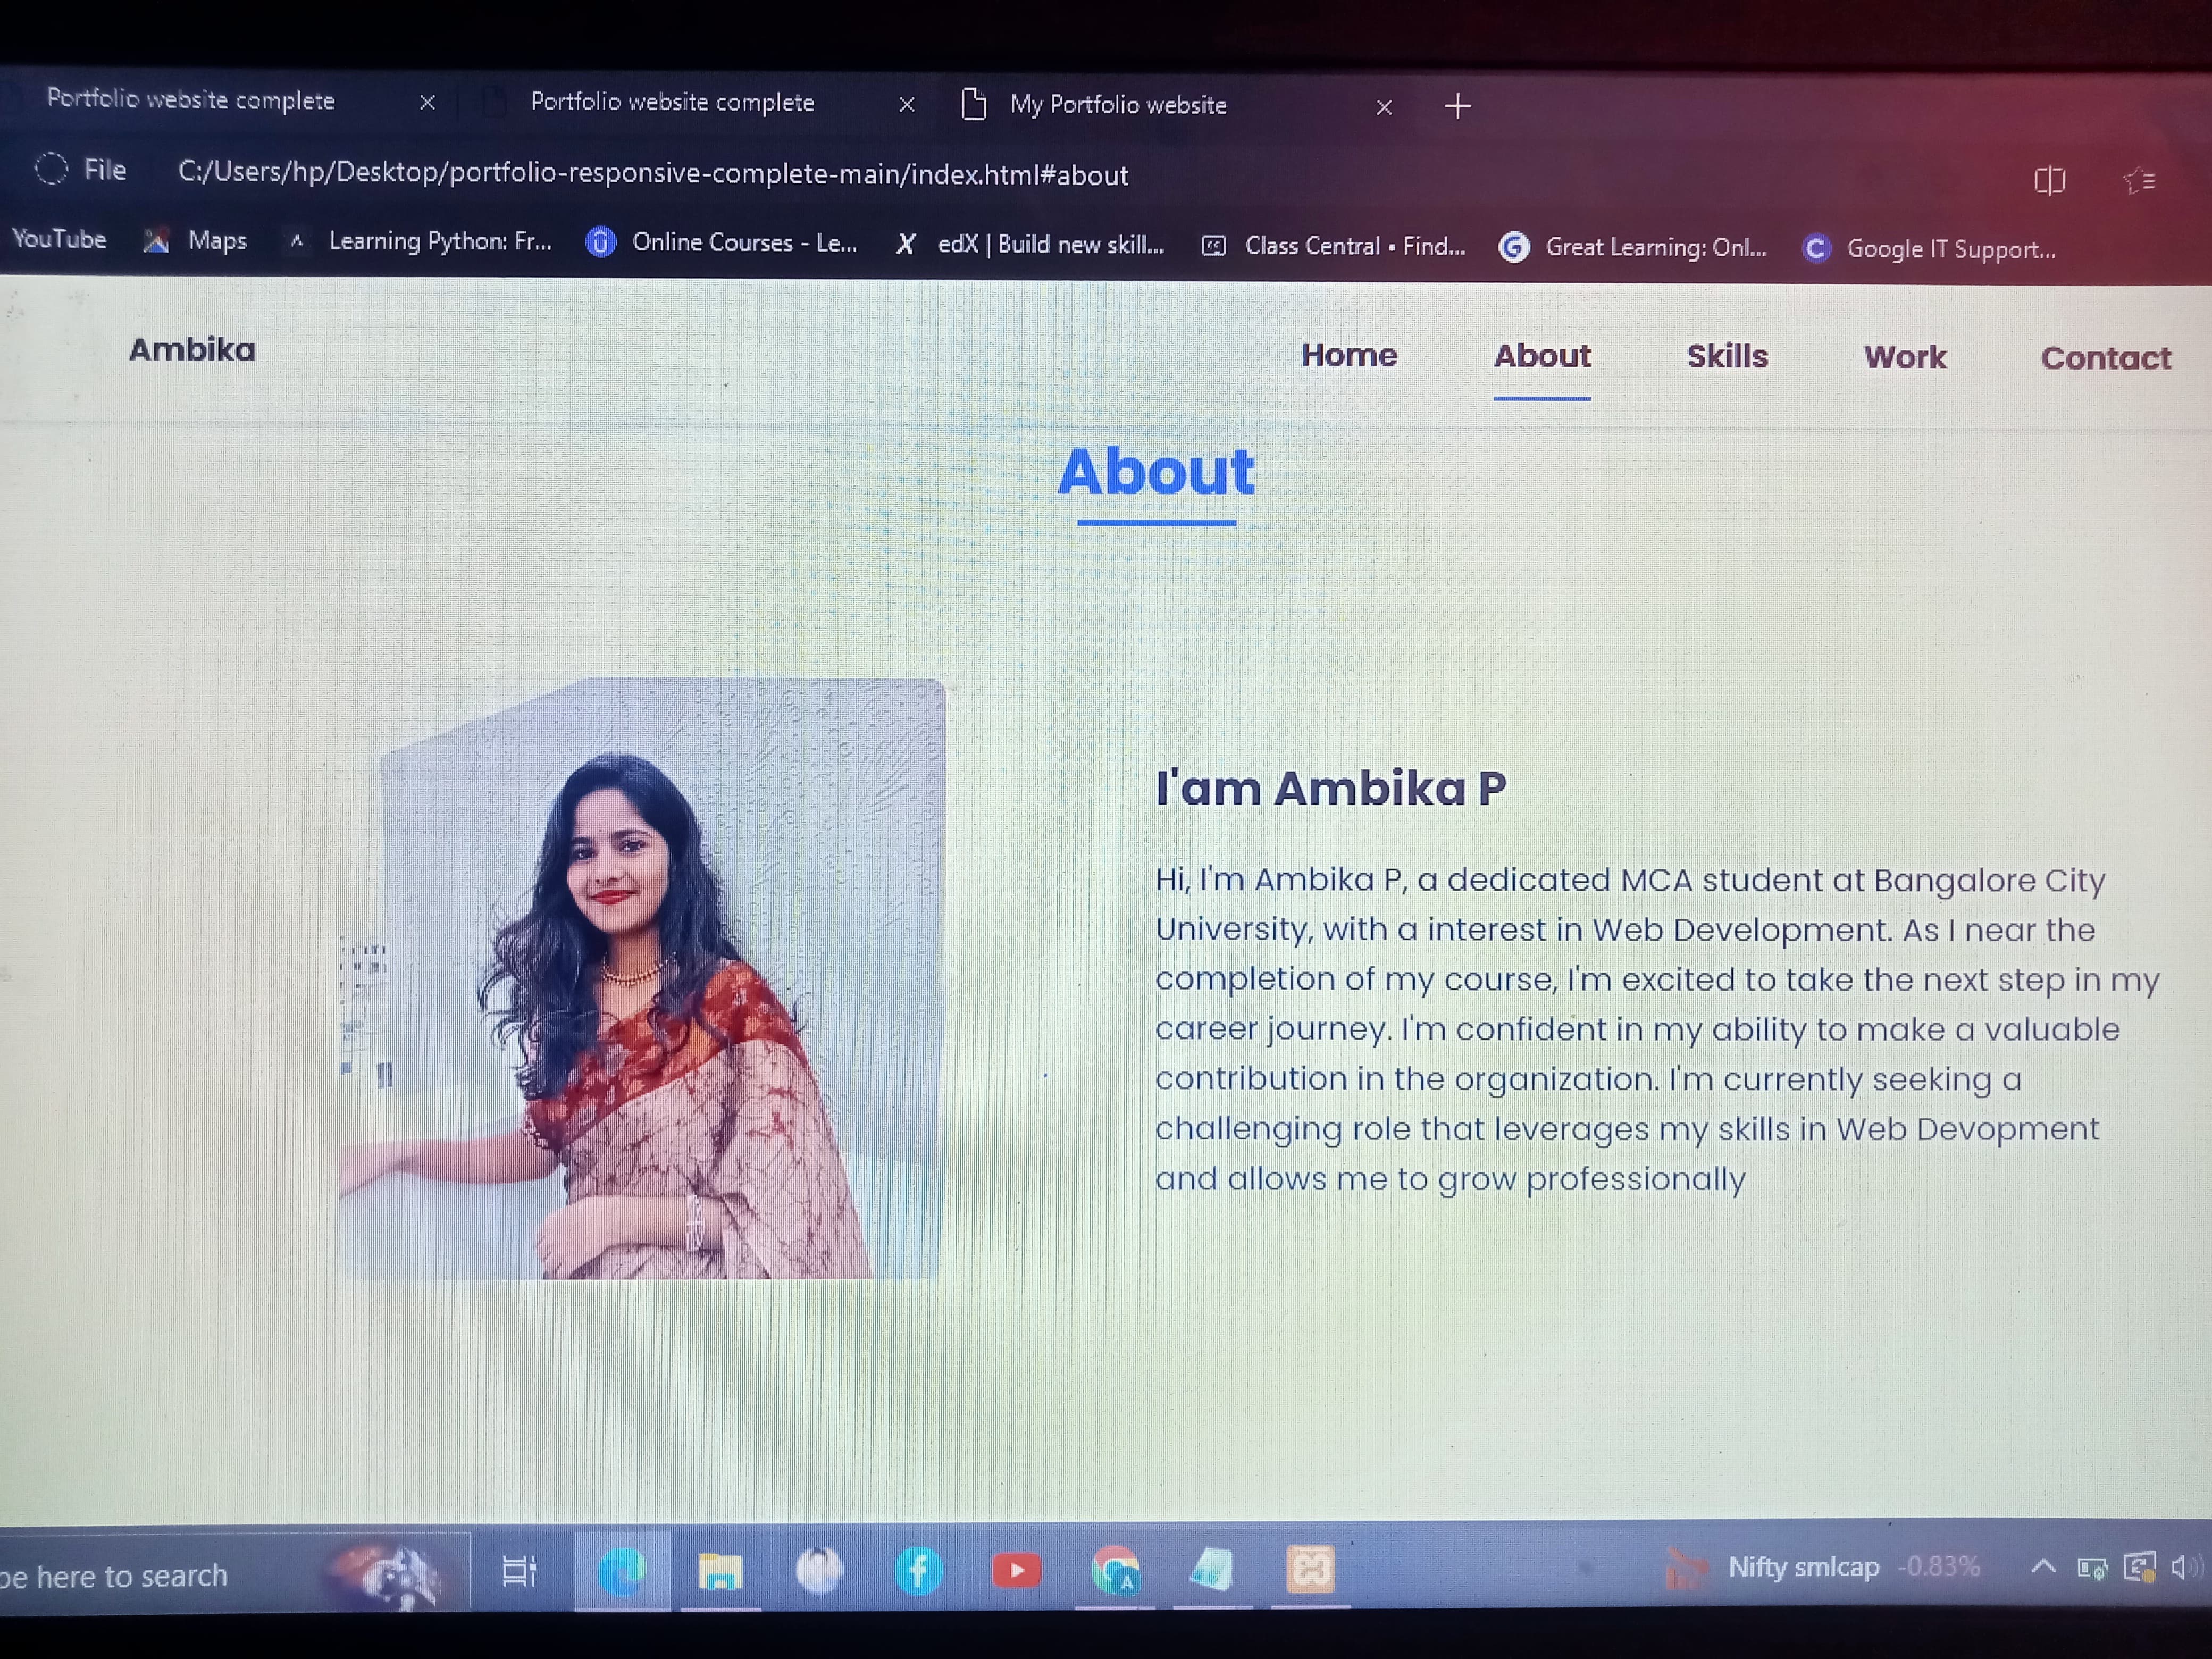 Portfolio website complete
Portfolio website complete
My Portfolio website
File C:/Users/hp/Desktop/portfolio-responsive-complete-main/index.html#about
YouTube Maps Learning Python: Fr... Online Courses - Le... edX | Build new skill... Class Central • Find... Great Learning: Onl... Google IT Support...
Ambika
Home About Skills Work Contact
About
I'am Ambika P
Hi, I'm Ambika P, a dedicated MCA student at Bangalore City
University, with a interest in Web Development. As I near the
completion of my course, I'm excited to take the next step in my
career journey. I'm confident in my ability to make a valuable
contribution in the organization. I'm currently seeking a
challenging role that leverages my skills in Web Devopment
and allows me to grow professionally
pe here to search
Nifty smlcap -0.83%